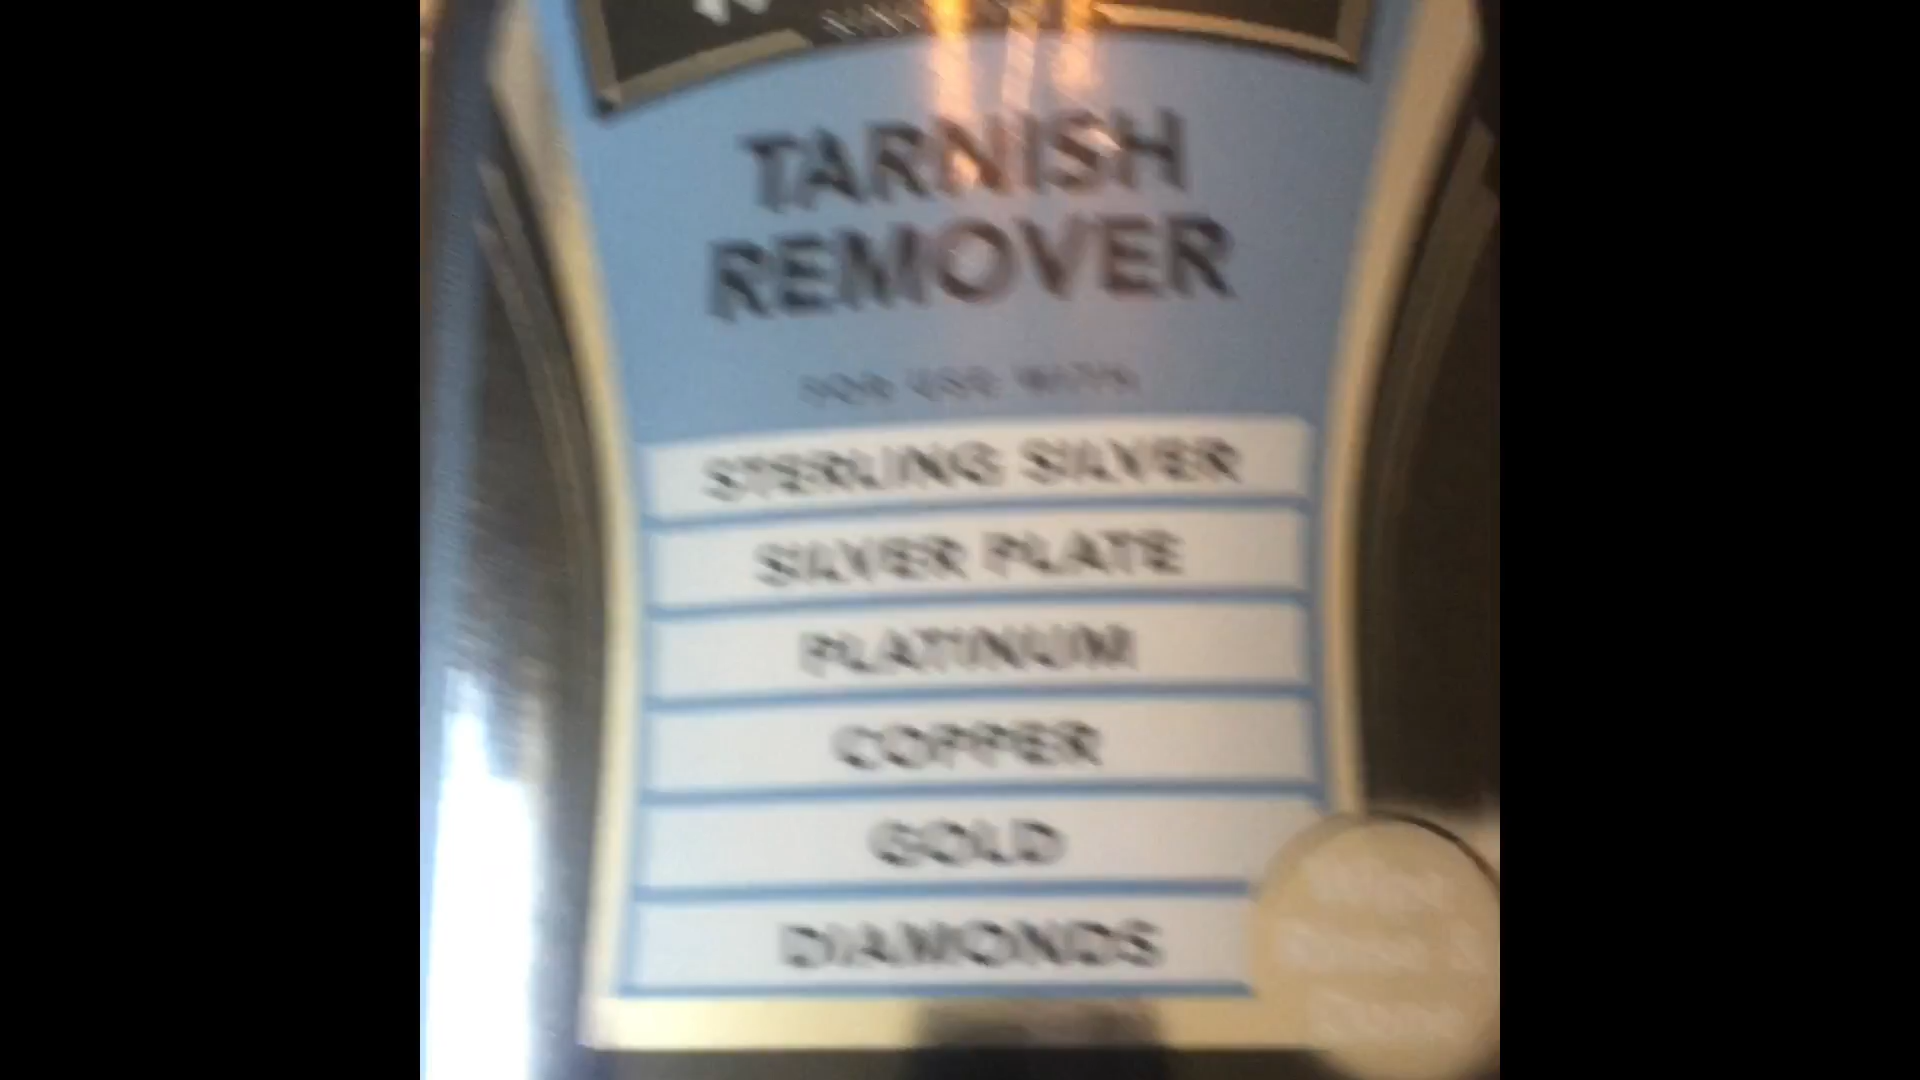 TARNISH
REMOVER
FOR USE WITH
STERLING SILVER
SILVER PLATE
PLATINUM
COPPER
GOLD
DIAMONDS